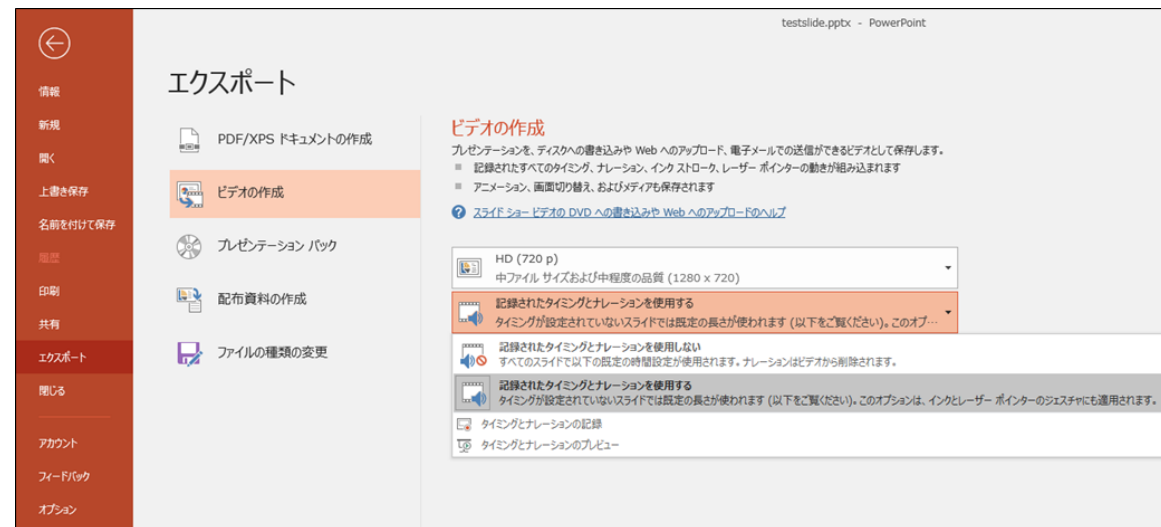 testslide.pptx - PowerPoint
情報
新規
開く
上書き保存
名前を付けて保存
履歴
印刷
共有
エクスポート
閉じる
アカウント
フィードバック
オプション
エクスポート
PDF/XPS ドキュメントの作成
ビデオの作成
プレゼンテーション パック
配布資料の作成
ファイルの種類の変更
ビデオの作成
プレゼンテーションを、ディスクへの書き込みや Web へのアップロード、電子メールでの送信ができるビデオとして保存します。
記録されたすべてのタイミング、ナレーション、インク ストローク、レーザー ポインターの動きが組み込まれます
アニメーション、画面切り替え、およびメディアも保存されます
スライド ショー ビデオの DVD への書き込みや Web へのアップロードのヘルプ
HD (720 p)
中ファイル サイズおよび中程度の品質 (1280 x 720)
記録されたタイミングとナレーションを使用する
タイミングが設定されていないスライドでは既定の長さが使われます (以下をご覧ください)。このオプ…
記録されたタイミングとナレーションを使用しない
すべてのスライドで以下の既定の時間設定が使用されます。ナレーションはビデオから削除されます。
記録されたタイミングとナレーションを使用する
タイミングが設定されていないスライドでは既定の長さが使われます (以下をご覧ください)。このオプションは、インクとレーザー ポインターのジェスチャにも適用されます。
タイミングとナレーションの記録
タイミングとナレーションのプレビュー